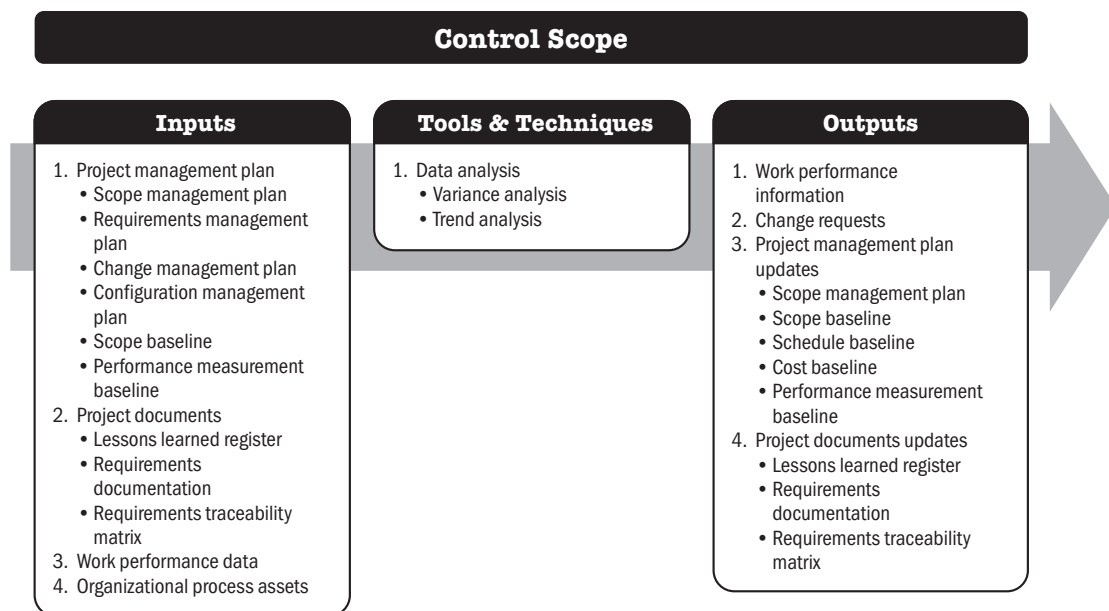 Control Scope
Inputs
1. Project management plan
• Scope management plan
• Requirements management
plan
• Change management plan
• Configuration management
plan
• Scope baseline
• Performance measurement
baseline
2. Project documents
• Lessons learned register
• Requirements
documentation
• Requirements traceability
matrix
3. Work performance data
4. Organizational process assets
Tools & Techniques
1. Data analysis
• Variance analysis
• Trend analysis
Outputs
1. Work performance
information
2. Change requests
3. Project management plan
updates
• Scope management plan
• Scope baseline
• Schedule baseline
• Cost baseline
• Performance measurement
baseline
4. Project documents updates
• Lessons learned register
• Requirements
documentation
• Requirements traceability
matrix